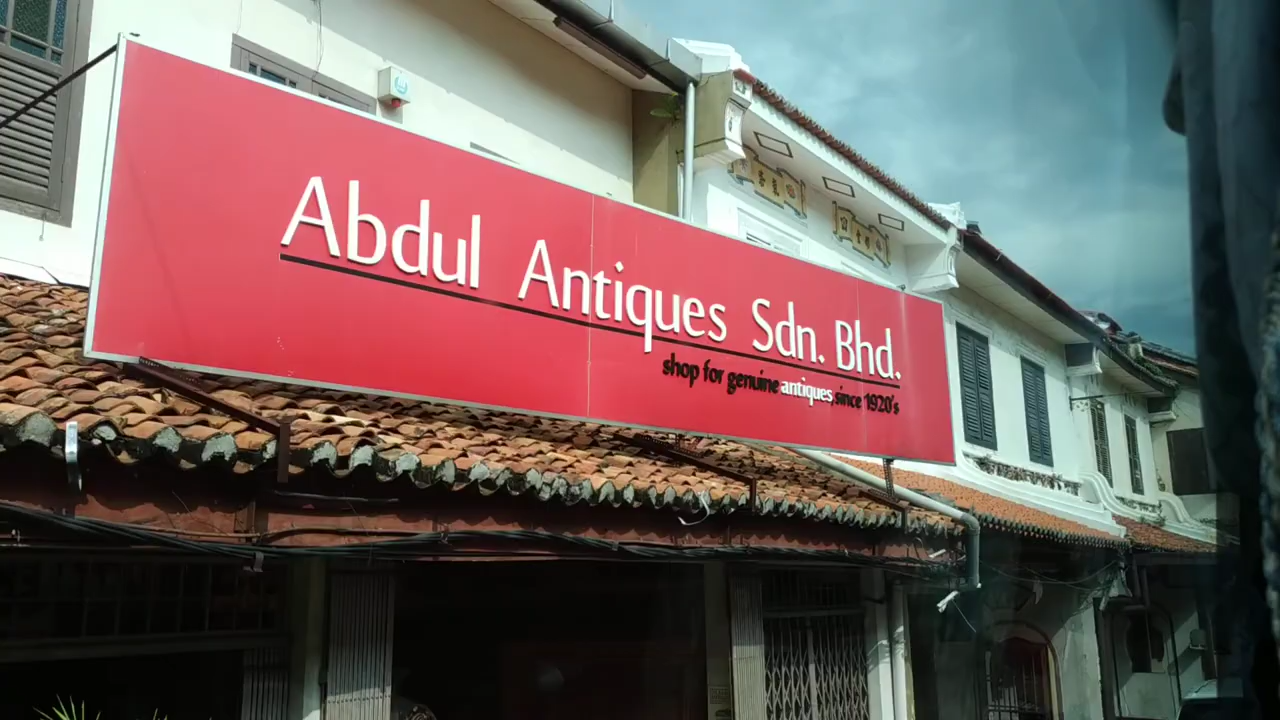 Abdul Antiques Sdn. Bhd.
shop for genuine antiques, since 1920's